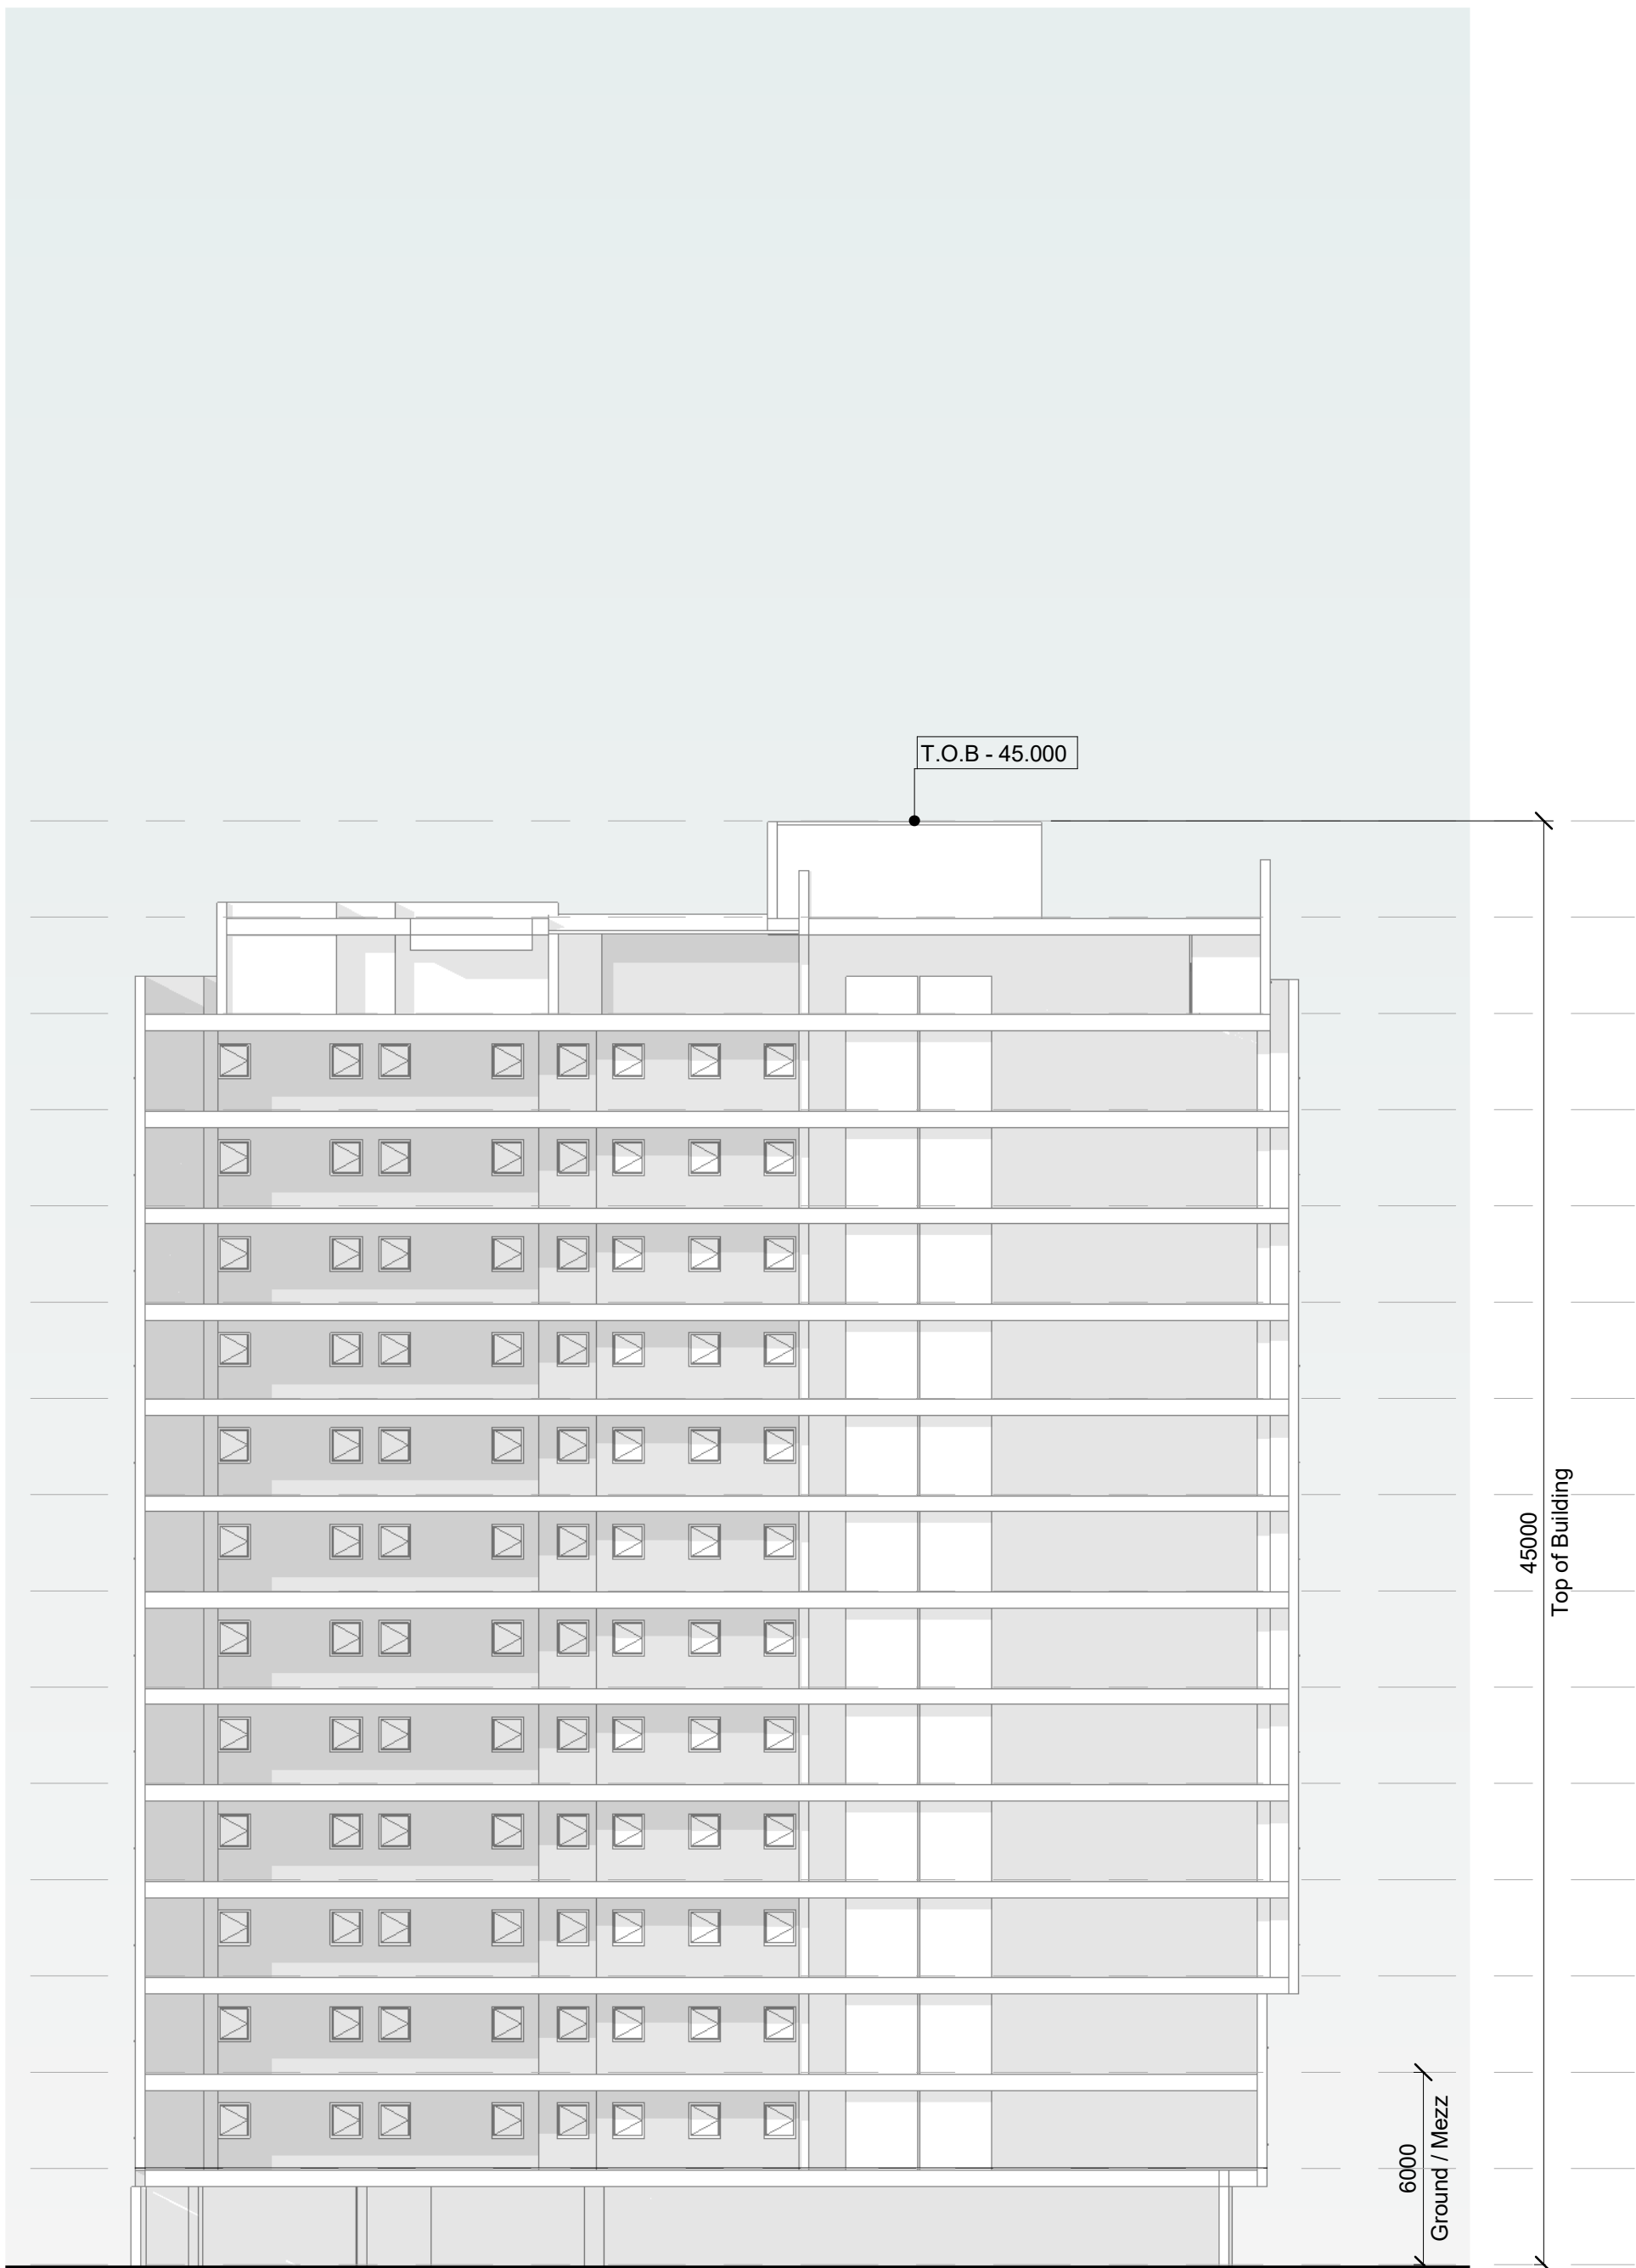 T.O.B - 45.000
45000
Top of Building
6000
Ground / Mezz